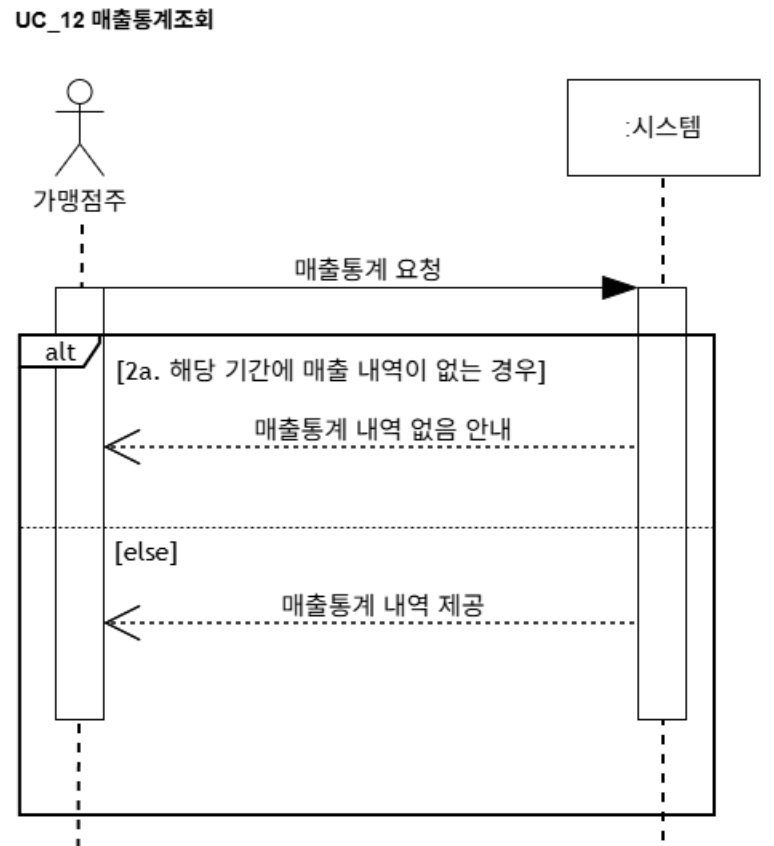 UC_12 매출통계조회
:시스템
가맹점주
매출통계 요청
alt
[2a. 해당 기간에 매출 내역이 없는 경우]
매출통계 내역 없음 안내
[else]
매출통계 내역 제공